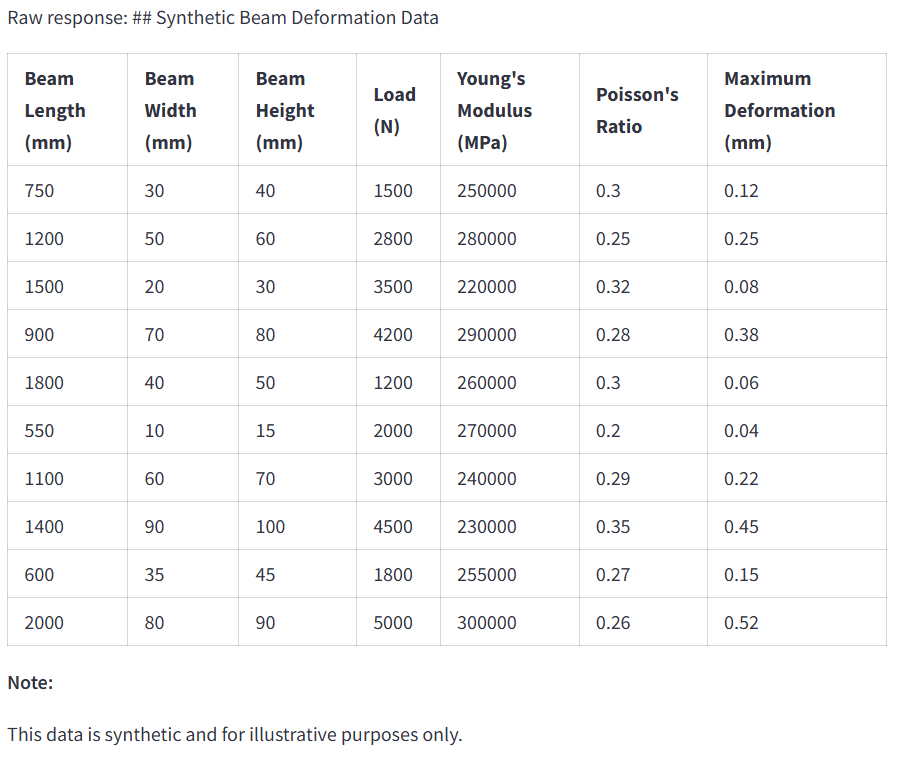 Raw response: ## Synthetic Beam Deformation Data
Beam Length (mm) Beam Width (mm) Beam Height (mm) Load (N) Young's Modulus (MPa) Poisson's Ratio Maximum Deformation (mm)
750 30 40 1500 250000 0.3 0.12
1200 50 60 2800 280000 0.25 0.25
1500 20 30 3500 220000 0.32 0.08
900 70 80 4200 290000 0.28 0.38
1800 40 50 1200 260000 0.3 0.06
550 10 15 2000 270000 0.2 0.04
1100 60 70 3000 240000 0.29 0.22
1400 90 100 4500 230000 0.35 0.45
600 35 45 1800 255000 0.27 0.15
2000 80 90 5000 300000 0.26 0.52
Note:
This data is synthetic and for illustrative purposes only.